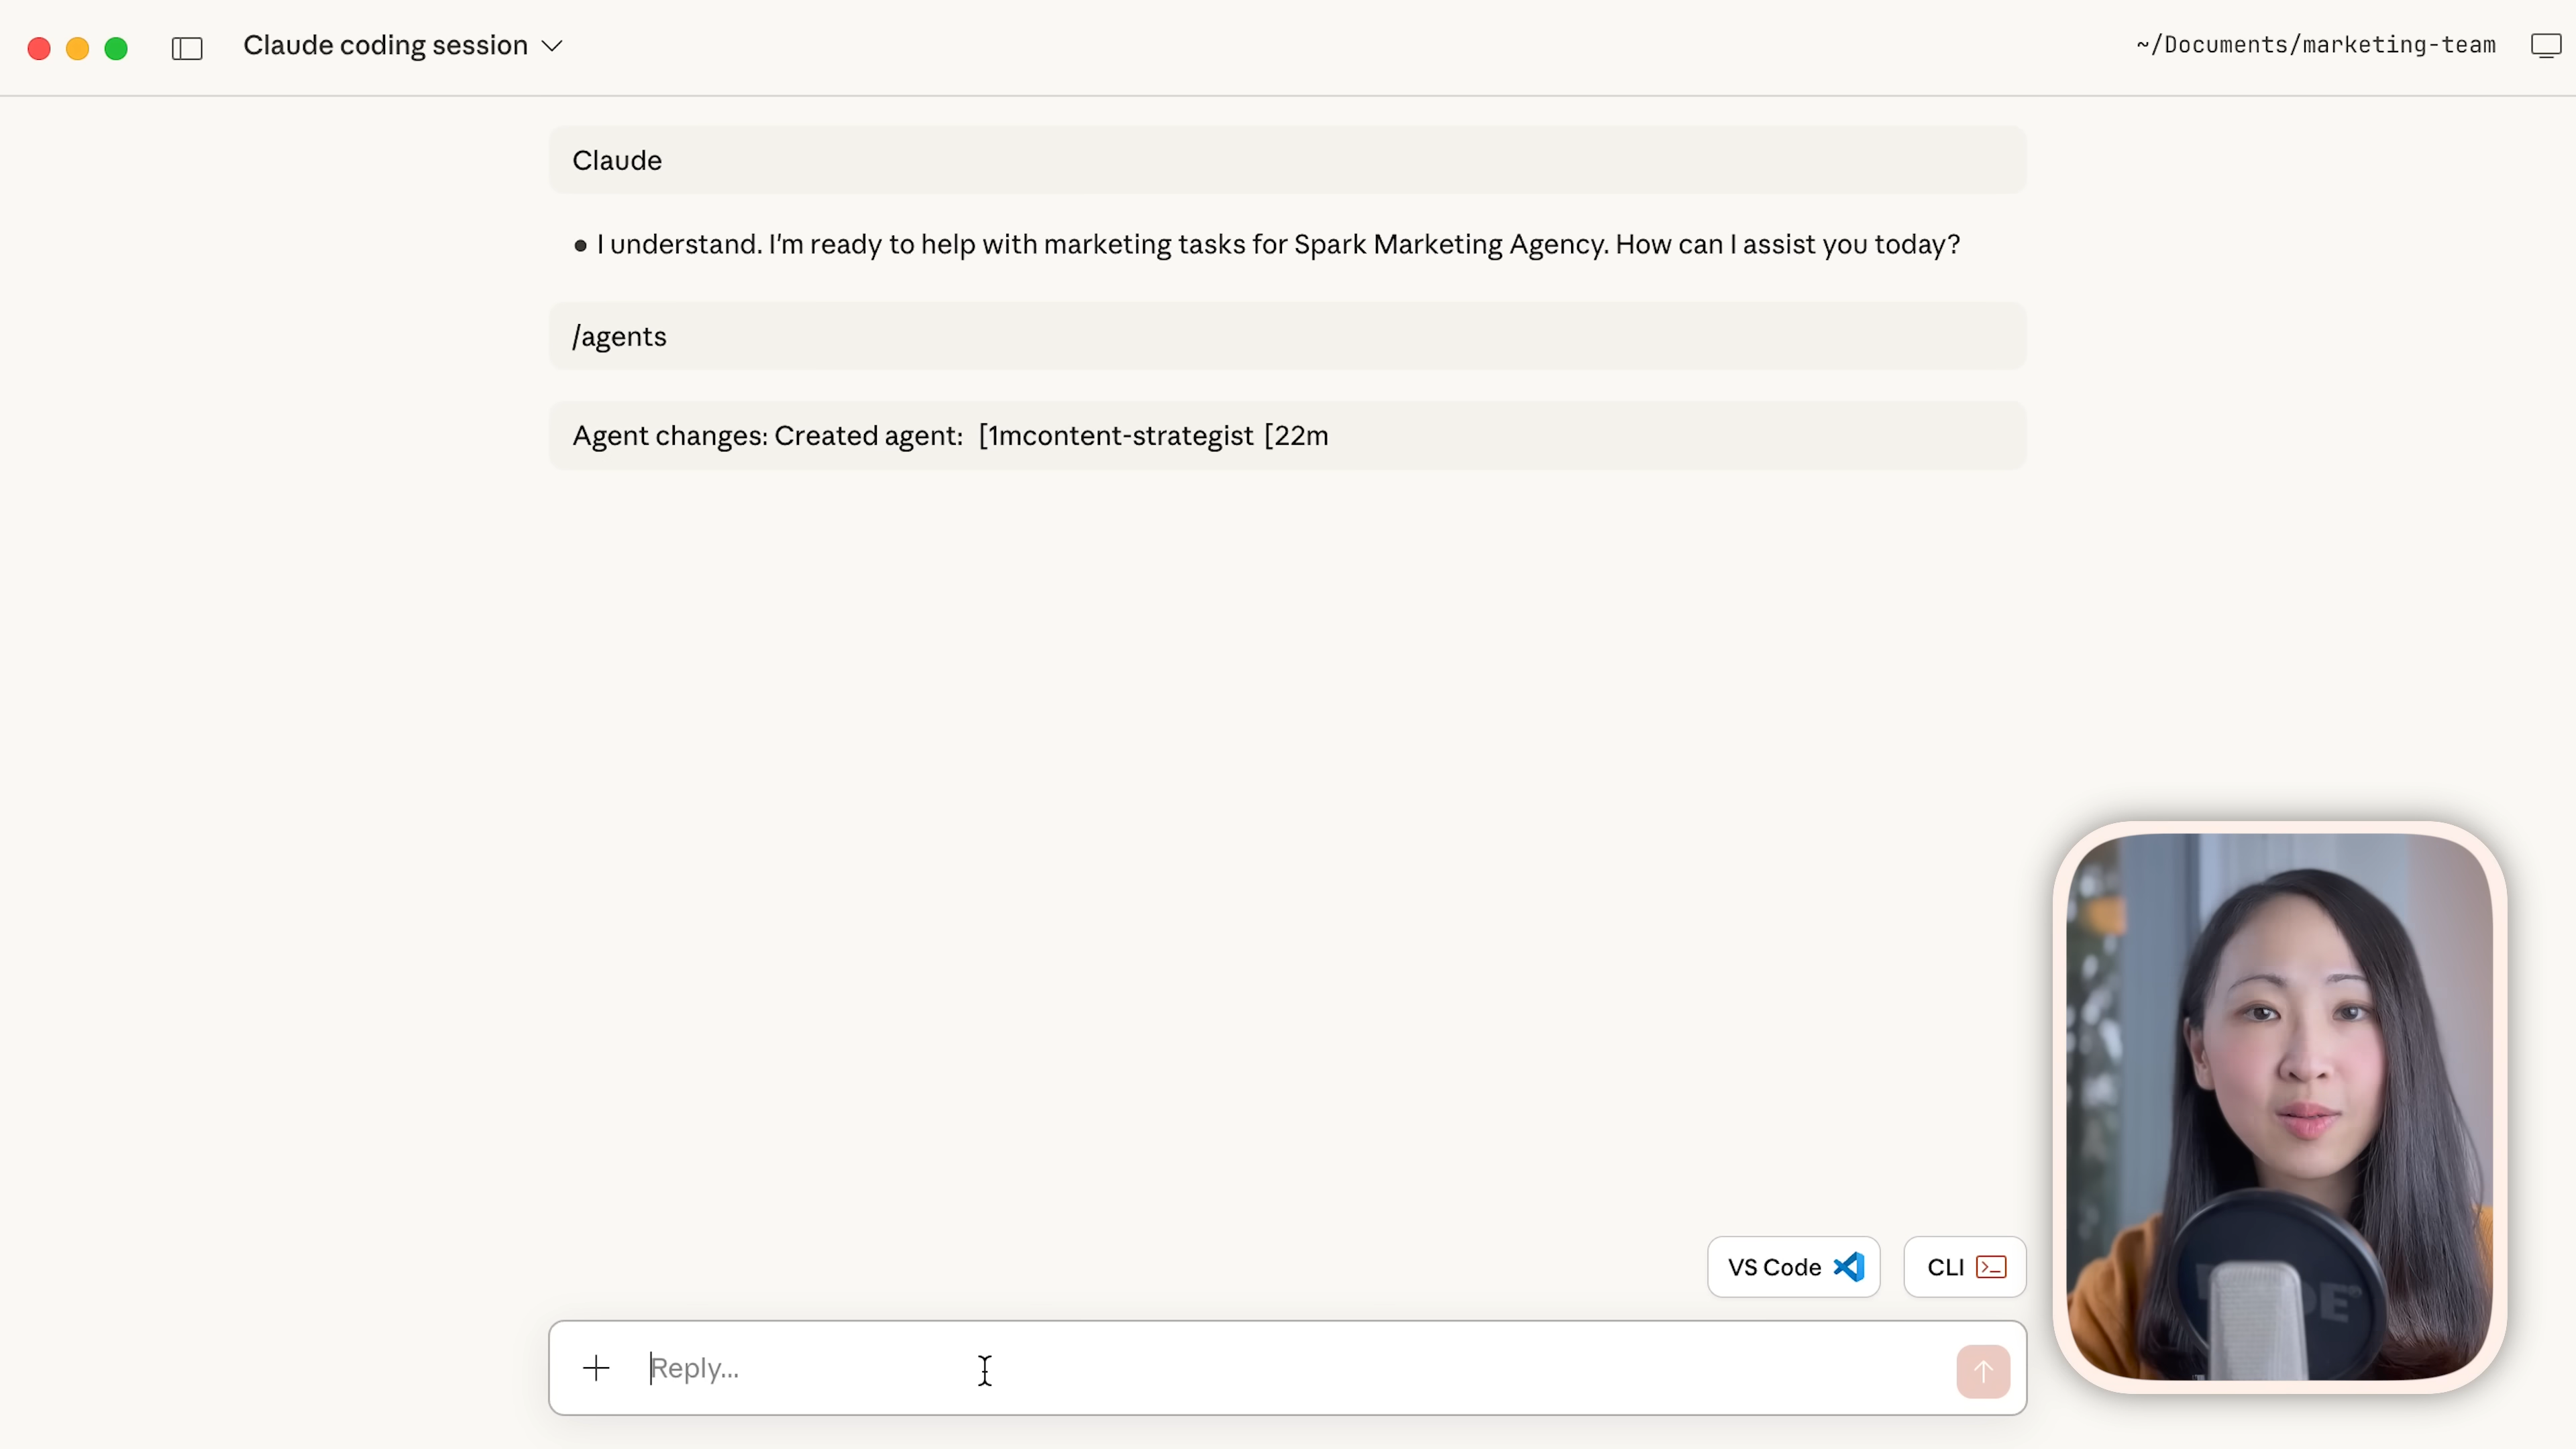 Claude coding session
~/Documents/marketing-team
Claude
● I understand. I'm ready to help with marketing tasks for Spark Marketing Agency. How can I assist you today?
/agents
Agent changes: Created agent:  [1mcontent-strategist [22m
VS Code
CLI
Reply...